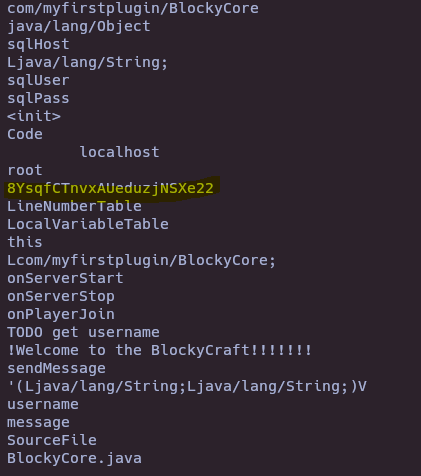 com/myfirstplugin/BlockyCore
java/lang/Object
sqlHost
Ljava/lang/String;
sqlUser
sqlPass
<init>
Code
localhost
root
8YsqfCTnvxAUeduzjNSXe22
LineNumberTable
LocalVariableTable
this
Lcom/myfirstplugin/BlockyCore;
onServerStart
onServerStop
onPlayerJoin
TODO get username
!Welcome to the BlockyCraft!!!!!!!
sendMessage
'(Ljava/lang/String;Ljava/lang/String;)V
username
message
SourceFile
BlockyCore.java